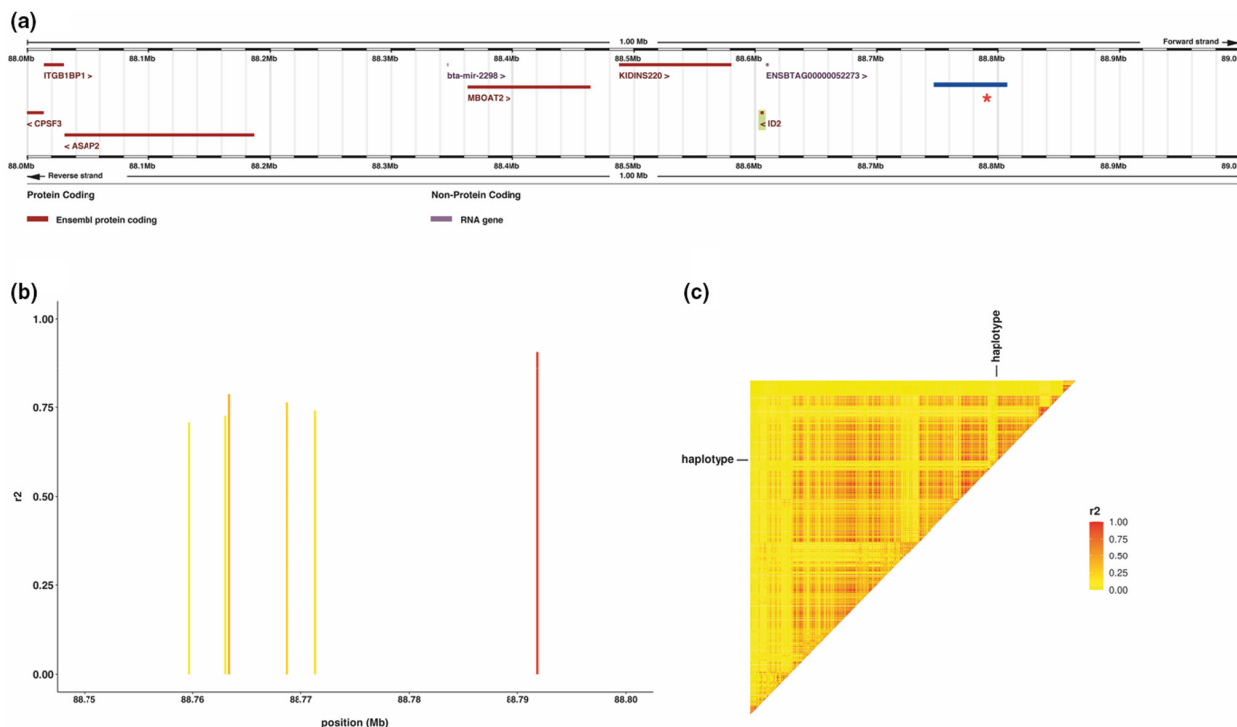 (a)
1.00 Mb
Forward strand
88.0Mb 88.1Mb 88.2Mb 88.3Mb 88.4Mb 88.5Mb 88.6Mb 88.7Mb 88.8Mb 88.9Mb 89.0
ITGB1BP1 >
bta-mir-2298 >
KIDINS220 >
ENSBTAG00000052273 >
MBOAT2 >
*
< CPSF3
< ID2
< ASAP2
88.0Mb 88.1Mb 88.2Mb 88.3Mb 88.4Mb 88.5Mb 88.6Mb 88.7Mb 88.8Mb 88.9Mb 89.0
Reverse strand
1.00 Mb
Protein Coding
Non-Protein Coding
Ensembl protein coding
RNA gene
(b)
1.00
0.75
0.50
0.25
0.00
r2
88.75 88.76 88.77 88.78 88.79 88.80
position (Mb)
(c)
haplotype
haplotype
r2
1.00
0.75
0.50
0.25
0.00